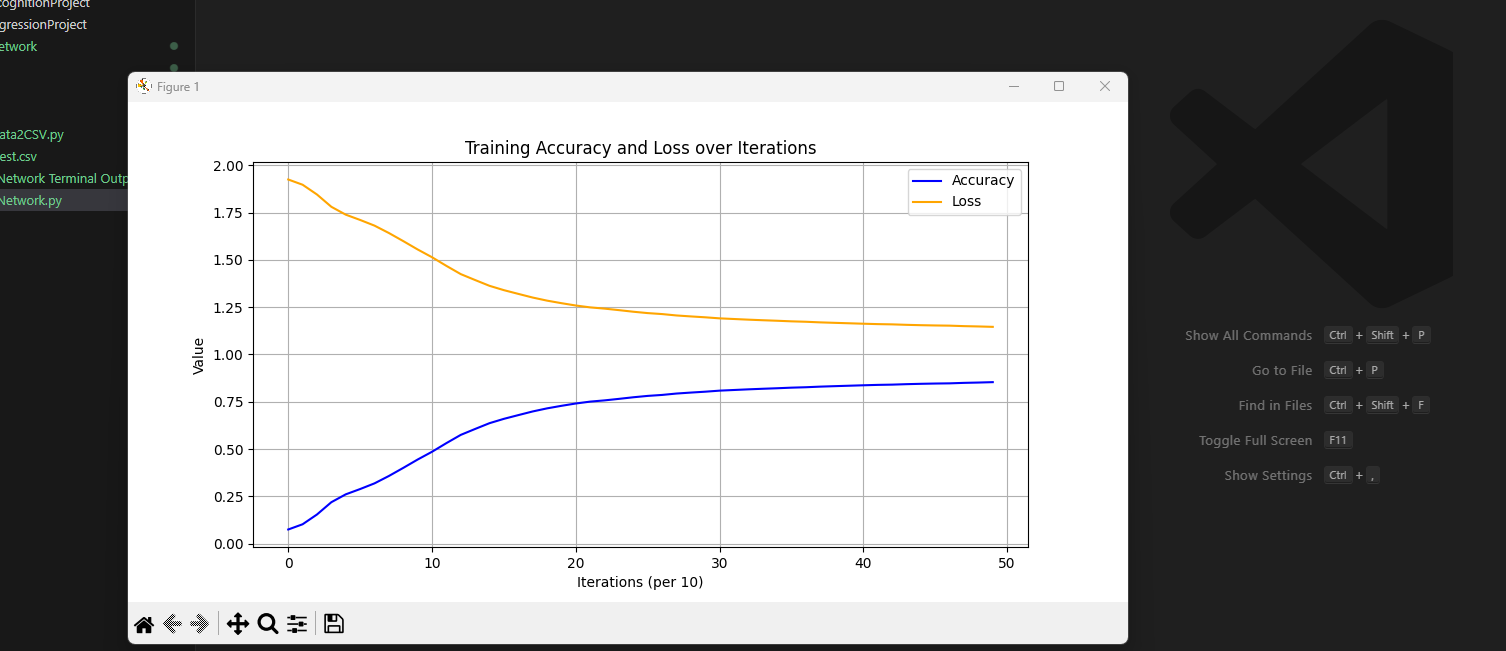 cognitionProject
gressionProject
etwork
ata2CSV.py
est.csv
Network Terminal Outp
Network.py
Figure 1
Training Accuracy and Loss over Iterations
Accuracy
Loss
Value
2.00
1.75
1.50
1.25
1.00
0.75
0.50
0.25
0.00
0 10 20 30 40 50
Iterations (per 10)
Show All Commands Ctrl + Shift + P
Go to File Ctrl + P
Find in Files Ctrl + Shift + F
Toggle Full Screen F11
Show Settings Ctrl + ,